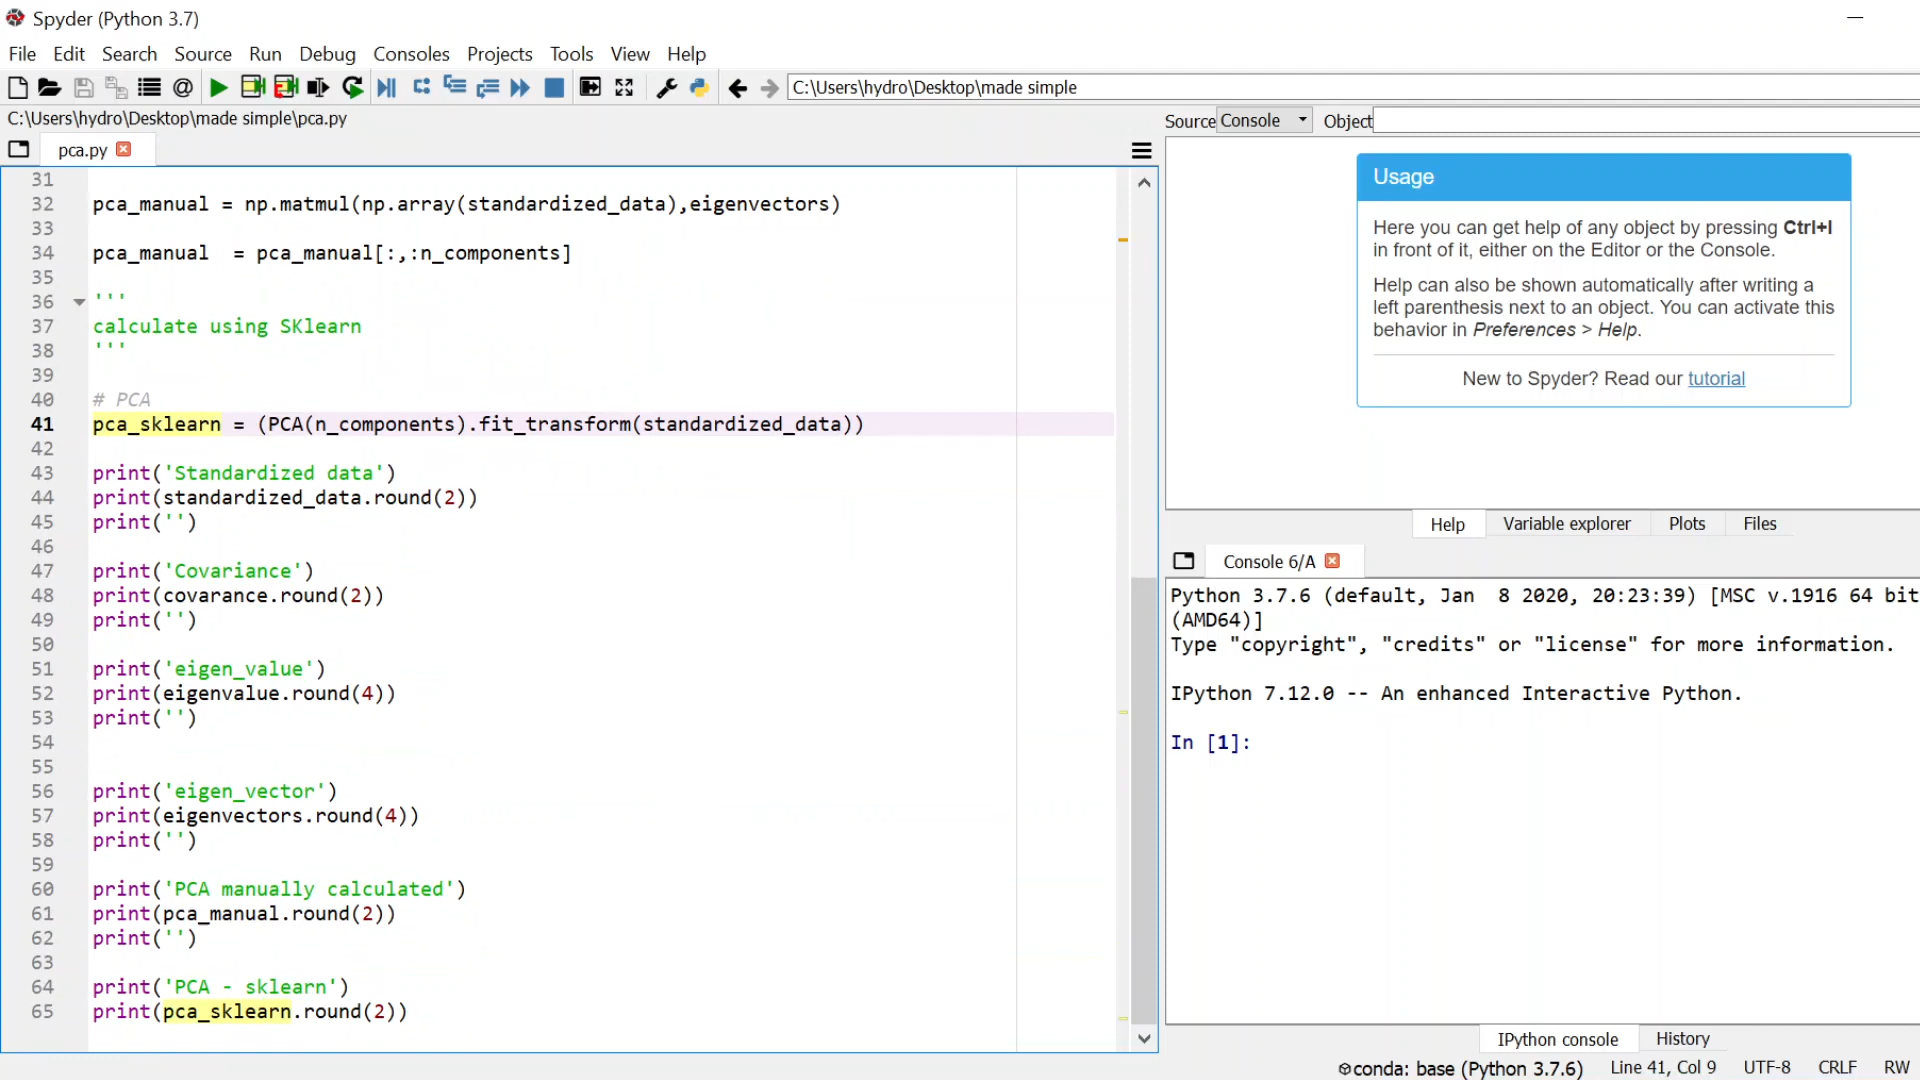 Spyder (Python 3.7)
File Edit Search Source Run Debug Consoles Projects Tools View Help
C:\Users\hydro\Desktop\made simple
C:\Users\hydro\Desktop\made simple\pca.py
pca.py
31
32 pca_manual = np.matmul(np.array(standardized_data),eigenvectors)
33
34 pca_manual  = pca_manual[:,:n_components]
35
36 '''
37 calculate using SKlearn
38 '''
39
40 # PCA
41 pca_sklearn = (PCA(n_components).fit_transform(standardized_data))
42
43 print('Standardized data')
44 print(standardized_data.round(2))
45 print('')
46
47 print('Covariance')
48 print(covarance.round(2))
49 print('')
50
51 print('eigen_value')
52 print(eigenvalue.round(4))
53 print('')
54
55
56 print('eigen_vector')
57 print(eigenvectors.round(4))
58 print('')
59
60 print('PCA manually calculated')
61 print(pca_manual.round(2))
62 print('')
63
64 print('PCA - sklearn')
65 print(pca_sklearn.round(2))
Source Console Object
Usage
Here you can get help of any object by pressing Ctrl+I
in front of it, either on the Editor or the Console.
Help can also be shown automatically after writing a
left parenthesis next to an object. You can activate this
behavior in Preferences > Help.
New to Spyder? Read our tutorial
Help Variable explorer Plots Files
Console 6/A
Python 3.7.6 (default, Jan  8 2020, 20:23:39) [MSC v.1916 64 bit
(AMD64)]
Type "copyright", "credits" or "license" for more information.
IPython 7.12.0 -- An enhanced Interactive Python.
In [1]:
IPython console History
conda: base (Python 3.7.6) Line 41, Col 9 UTF-8 CRLF RW